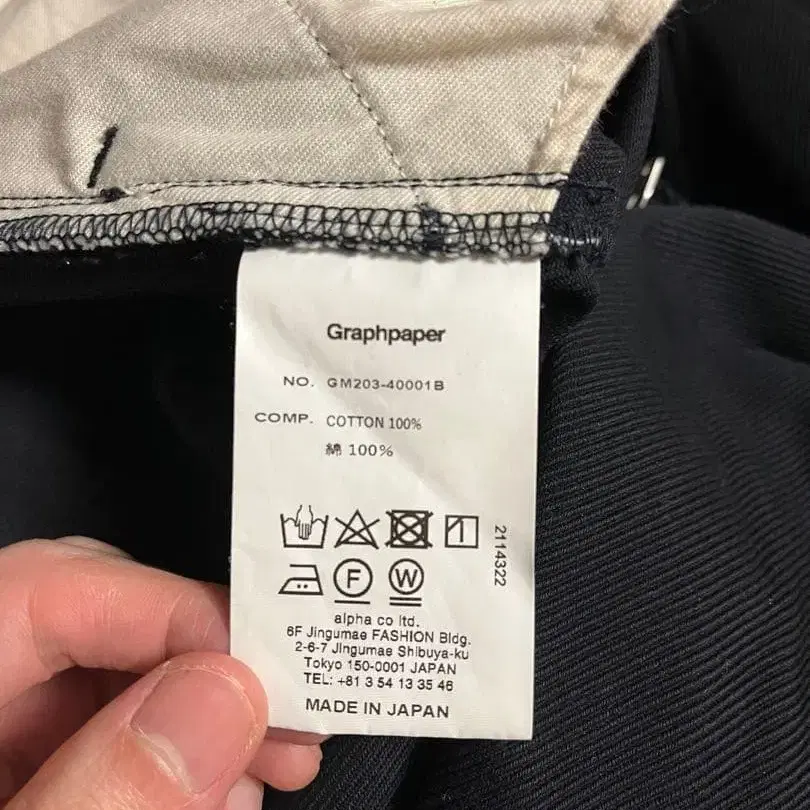 Graphpaper
NO. GM203-40001B
COMP. COTTON 100%
綿 100%
2114322
F W
alpha co ltd.
6F Jingumae FASHION Bldg.
2-6-7 Jingumae Shibuya-ku
Tokyo 150-0001 JAPAN
TEL: +81 3 54 13 35 46
MADE IN JAPAN